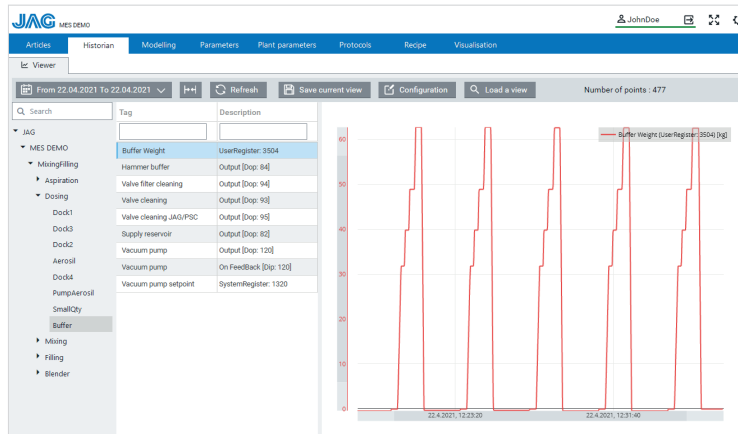 JAG MES DEMO
JohnDoe
Articles Historian Modelling Parameters Plant parameters Protocols Recipe Visualisation
Viewer
From 22.04.2021 To 22.04.2021 Refresh Save current view Configuration Load a view Number of points : 477
Search
Tag Description
JAG
MES DEMO
MixingFilling
Aspiration
Dosing
Dock1
Dock3
Dock2
Aerosil
Dock4
PumpAerosil
SmallQty
Buffer
Mixing
Filling
Blender
Buffer Weight UserRegister: 3504
Hammer buffer Output [Dop: 84]
Valve filter cleaning Output [Dop: 94]
Valve cleaning Output [Dop: 93]
Valve cleaning JAG/PSC Output [Dop: 95]
Supply reservoir Output [Dop: 82]
Vacuum pump Output [Dop: 120]
Vacuum pump On FeedBack [Dip: 120]
Vacuum pump setpoint SystemRegister: 1320
Buffer Weight (UserRegister: 3504) [kg]
60
50
40
30
20
10
0
22.4.2021, 12:23:20 22.4.2021, 12:31:40